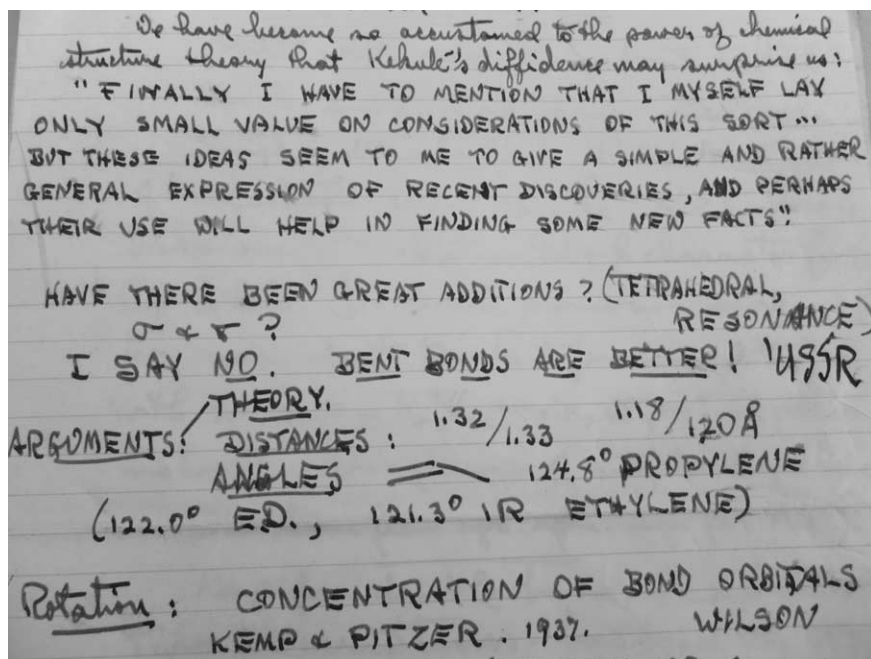 We have become so accustomed to the power of chemical
structure theory that Kekulé's diffidence may surprise us:
"FINALLY I HAVE TO MENTION THAT I MYSELF LAY
ONLY SMALL VALUE ON CONSIDERATIONS OF THIS SORT ...
BUT THESE IDEAS SEEM TO ME TO GIVE A SIMPLE AND RATHER
GENERAL EXPRESSION OF RECENT DISCOVERIES, AND PERHAPS
THEIR USE WILL HELP IN FINDING SOME NEW FACTS".
HAVE THERE BEEN GREAT ADDITIONS? (TETRAHEDRAL,
RESONANCE)
σ & π?
I SAY NO. BENT BONDS ARE BETTER! 'USSR
THEORY.
ARGUMENTS: DISTANCES: 1.32/1.33 1.18/1.20 Å
ANGLES 124.8° PROPYLENE
(122.0° ED., 121.3° IR ETHYLENE)
Rotation: CONCENTRATION OF BOND ORBITALS
KEMP & PITZER. 1937. WILSON